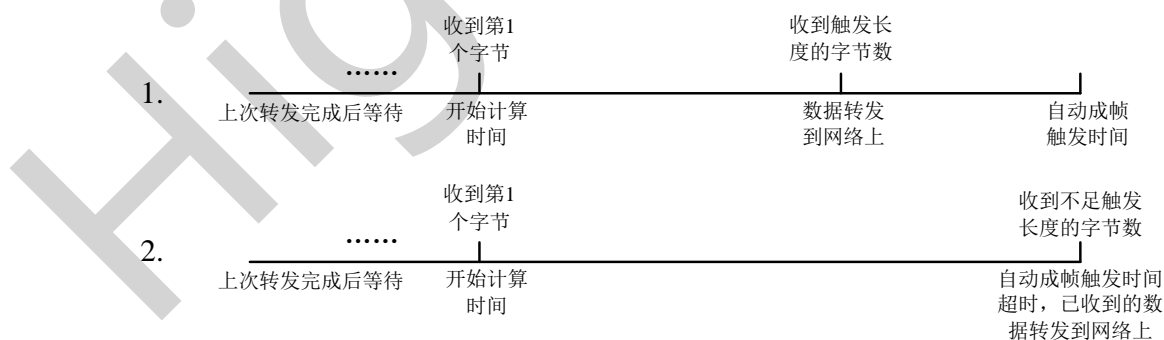 收到第1
个字节
收到触发长
度的字节数
......
1.
上次转发完成后等待
开始计算
时间
数据转发
到网络上
自动成帧
触发时间
收到第1
个字节
收到不足触发
长度的字节数
......
2.
上次转发完成后等待
开始计算
时间
自动成帧触发时间
超时，已收到的数
据转发到网络上
Hig